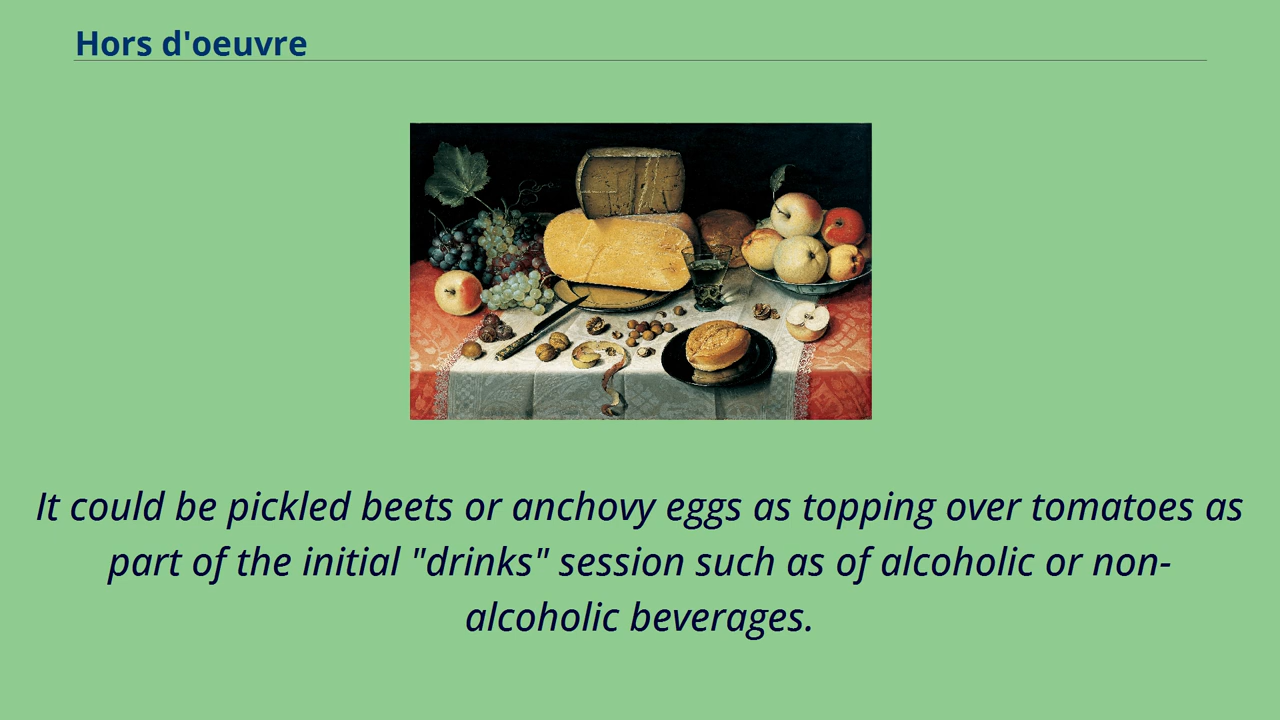 Hors d'oeuvre
It could be pickled beets or anchovy eggs as topping over tomatoes as
part of the initial "drinks" session such as of alcoholic or non-
alcoholic beverages.